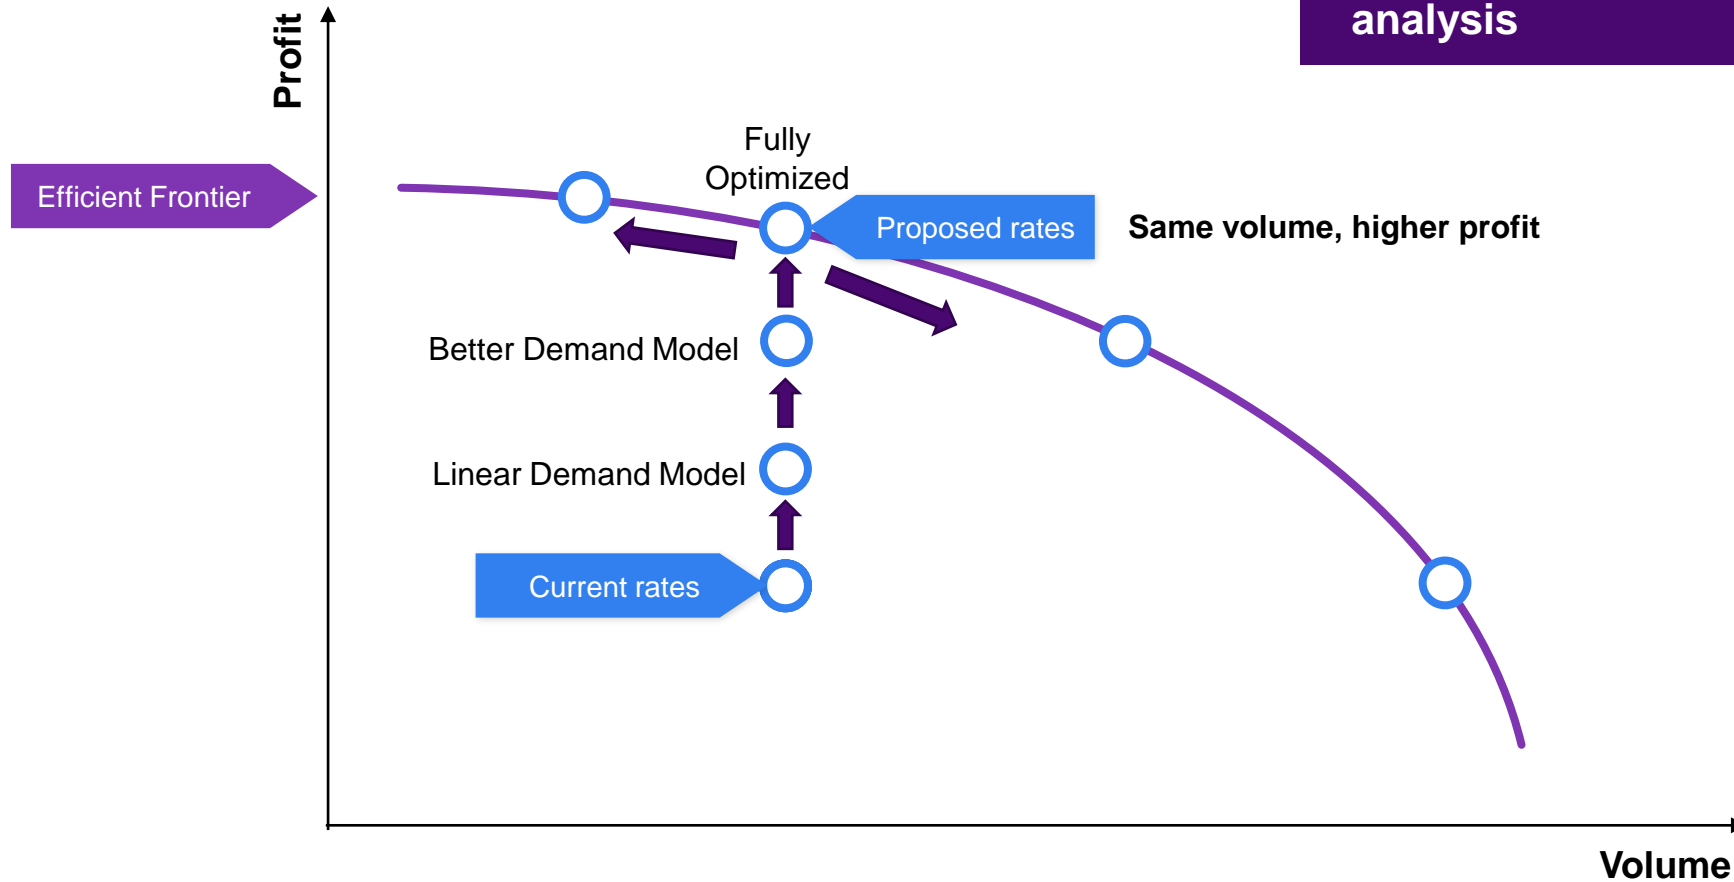 analysis
Profit
Fully
Optimized
Efficient Frontier
Proposed rates
Same volume, higher profit
Better Demand Model
Linear Demand Model
Current rates
Volume